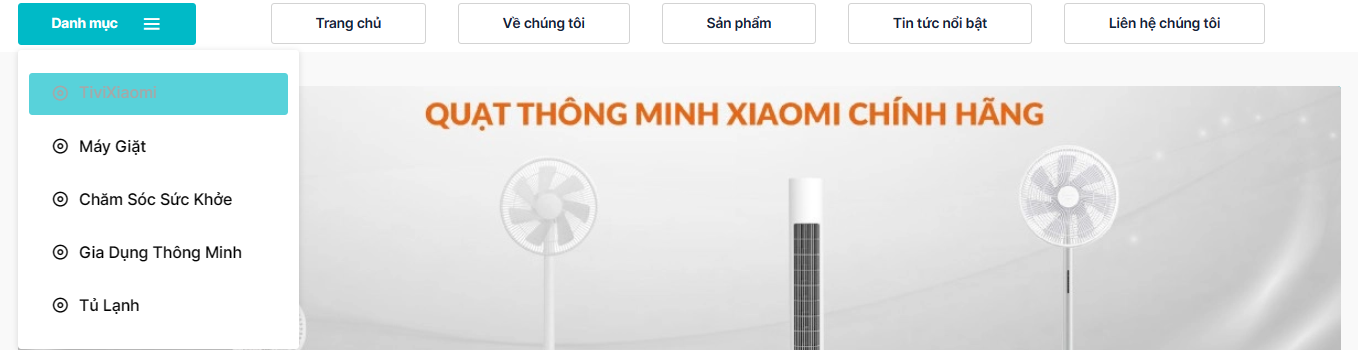 Danh mục
Trang chủ
Về chúng tôi
Sản phẩm
Tin tức nổi bật
Liên hệ chúng tôi
TiviXiaomi
Máy Giặt
Chăm Sóc Sức Khỏe
Gia Dụng Thông Minh
Tủ Lạnh
QUẠT THÔNG MINH XIAOMI CHÍNH HÃNG